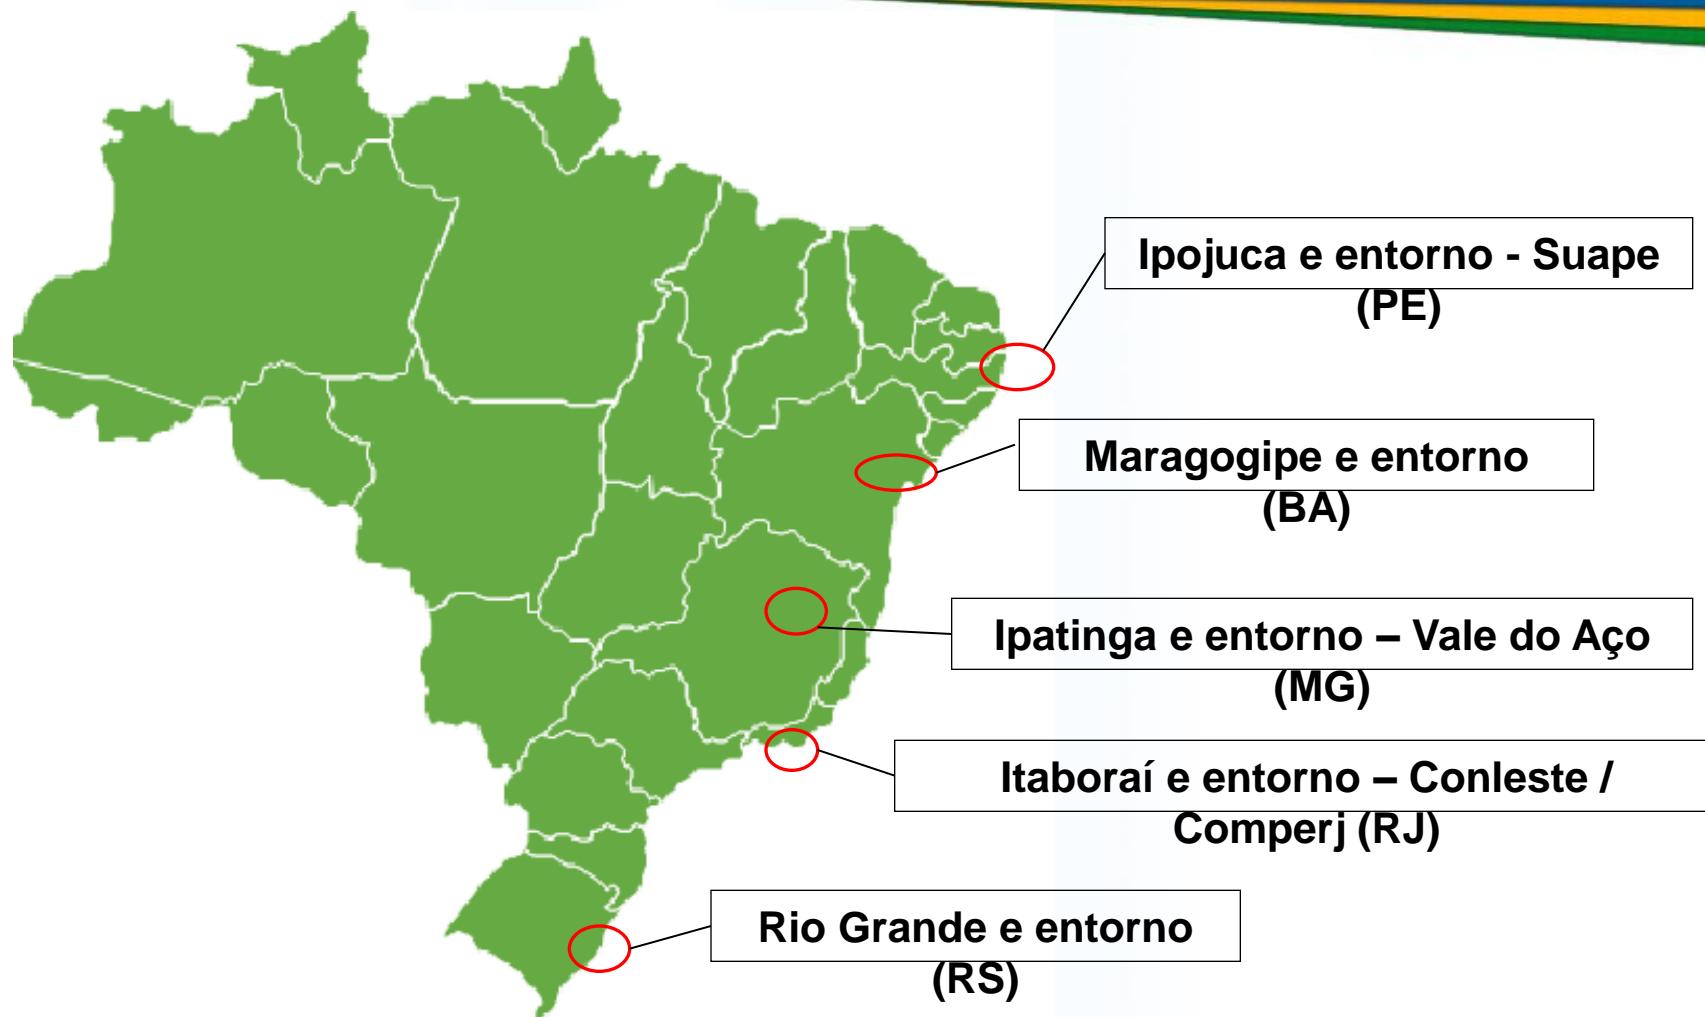 Ipojuca e entorno - Suape
(PE)
Maragogipe e entorno
(BA)
Ipatinga e entorno – Vale do Aço
(MG)
Itaboraí e entorno – Conleste /
Comperj (RJ)
Rio Grande e entorno
(RS)